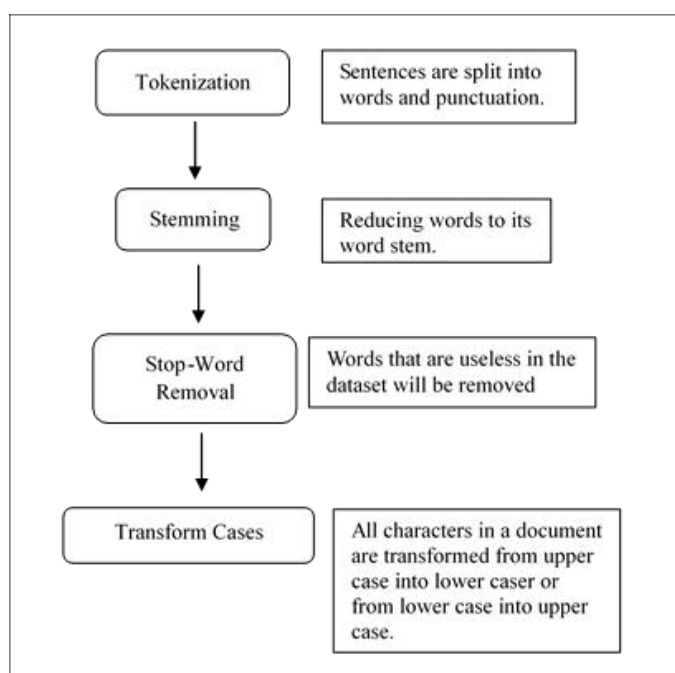 Tokenization
Sentences are split into
words and punctuation.
Stemming
Reducing words to its
word stem.
Stop-Word
Removal
Words that are useless in the
dataset will be removed
Transform Cases
All characters in a document
are transformed from upper
case into lower caser or
from lower case into upper
case.